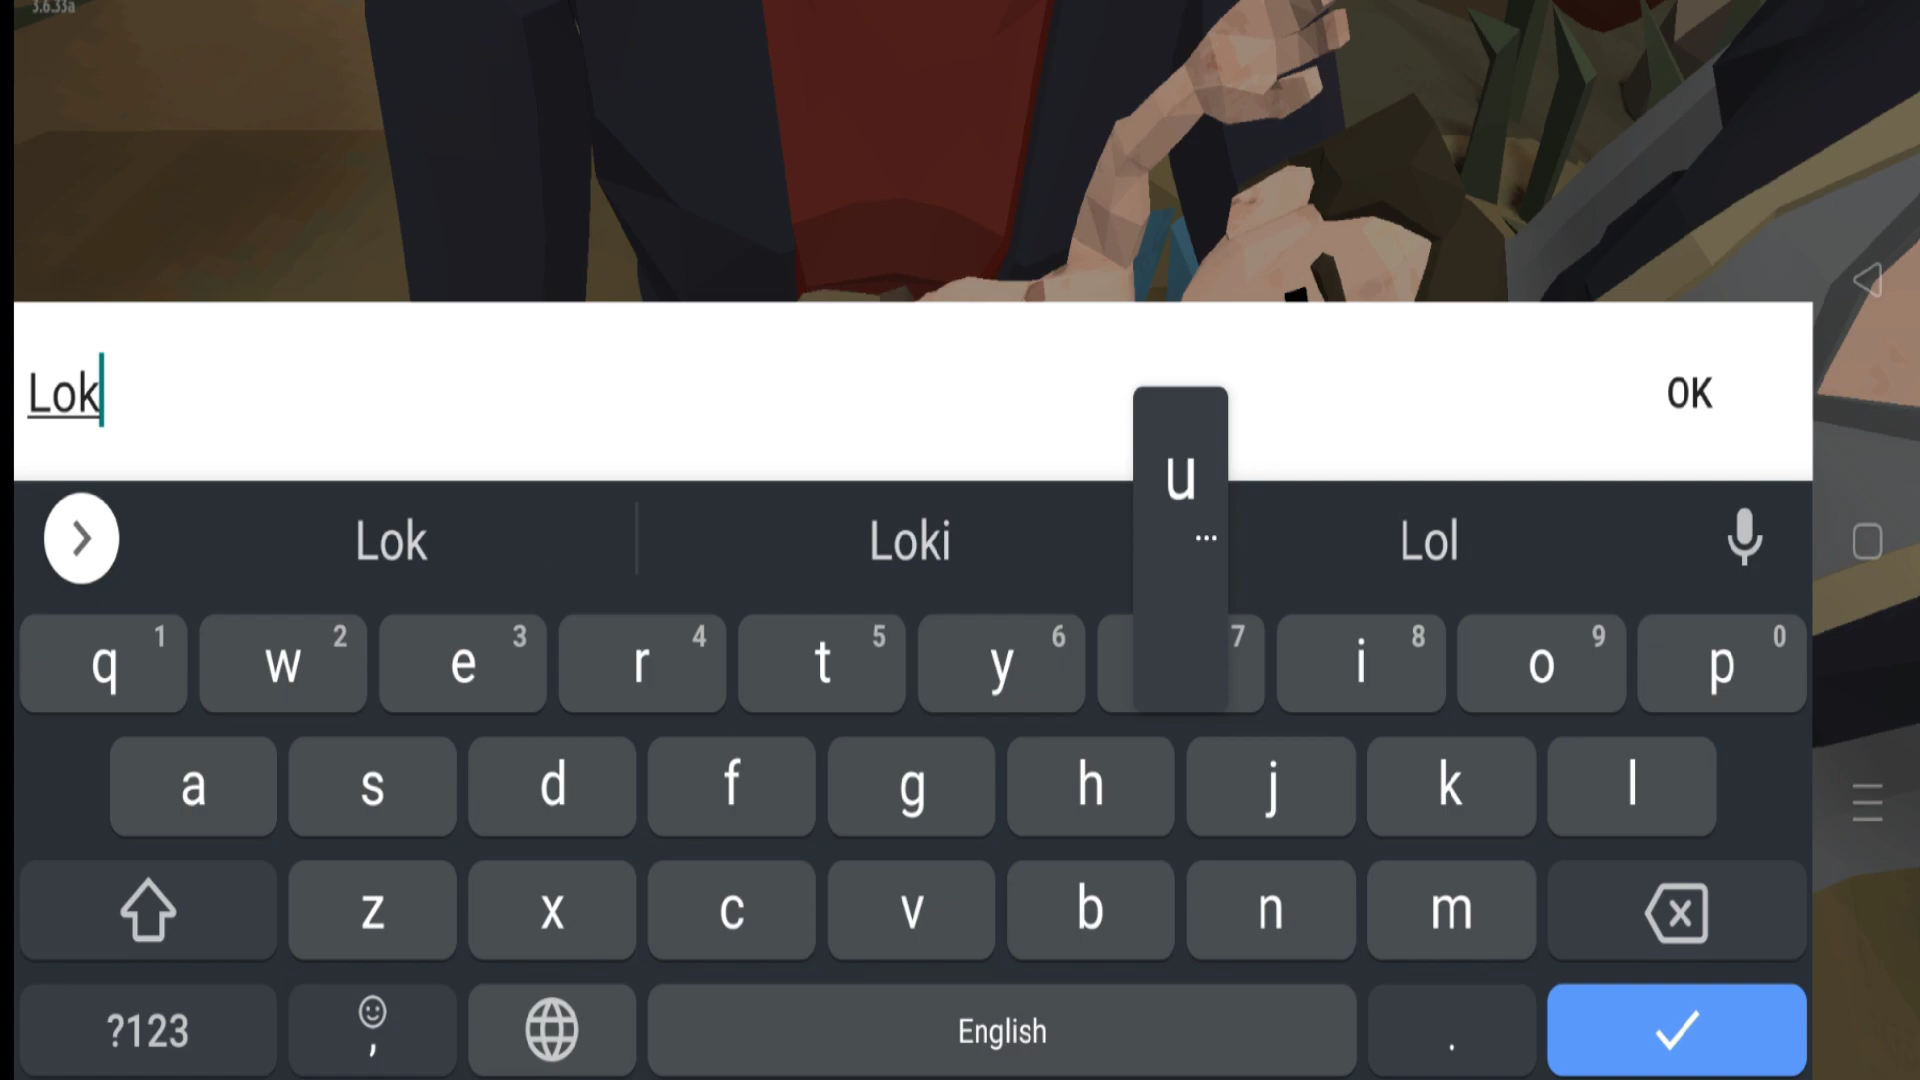 3.6.33a
Lok
OK
u
...
Lok Loki Lol
q 1 w 2 e 3 r 4 t 5 y 6 7 i 8 o 9 p 0
a s d f g h j k l
z x c v b n m
?123 , English .